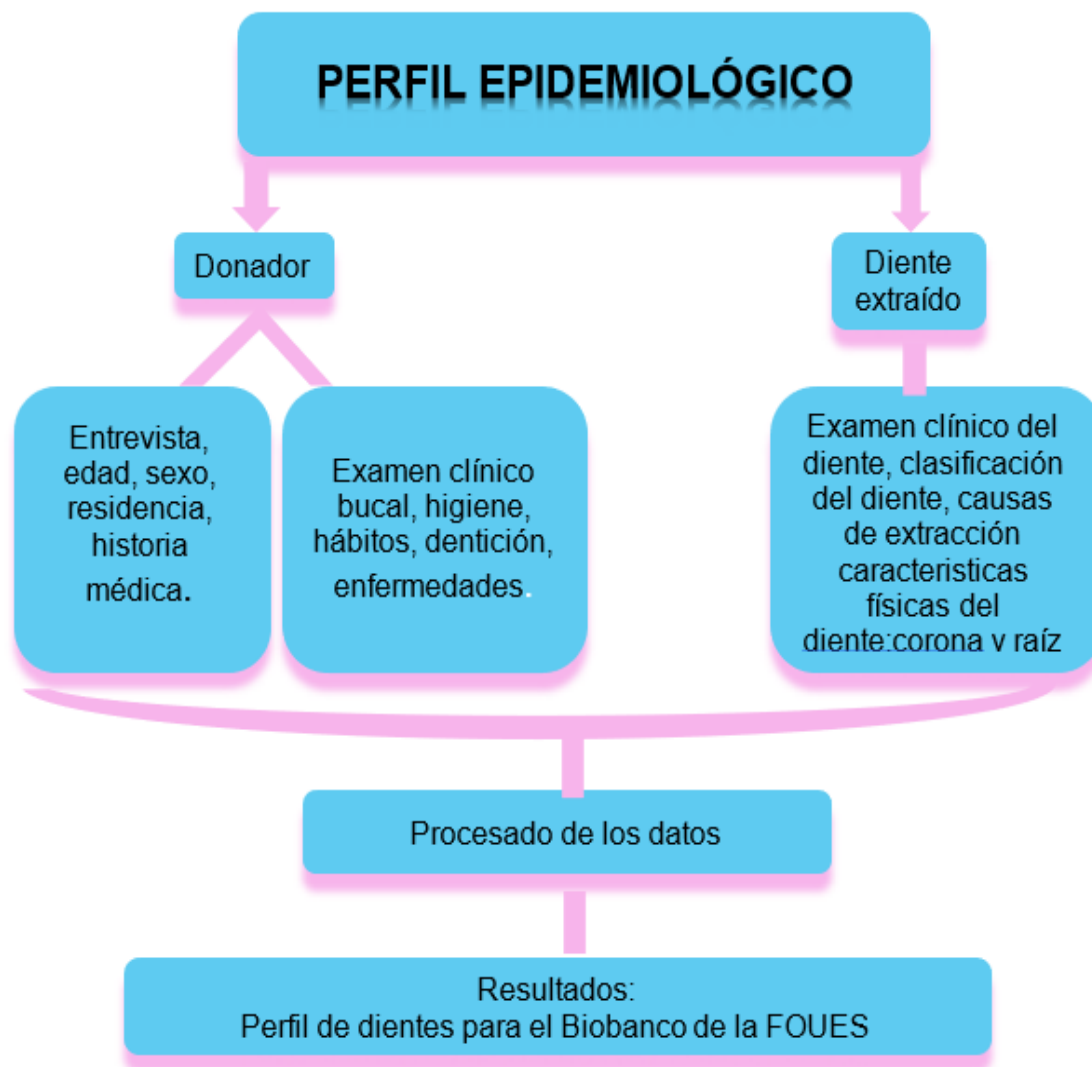 PERFIL EPIDEMIOLÓGICO
Donador
Diente
extraído
Entrevista,
edad, sexo,
residencia,
historia
médica.
Examen clínico
bucal, higiene,
hábitos, dentición,
enfermedades.
Examen clínico del
diente, clasificación
del diente, causas
de extracción
caracteristicas
físicas del
diente:corona y raíz
Procesado de los datos
Resultados:
Perfil de dientes para el Biobanco de la FOUES